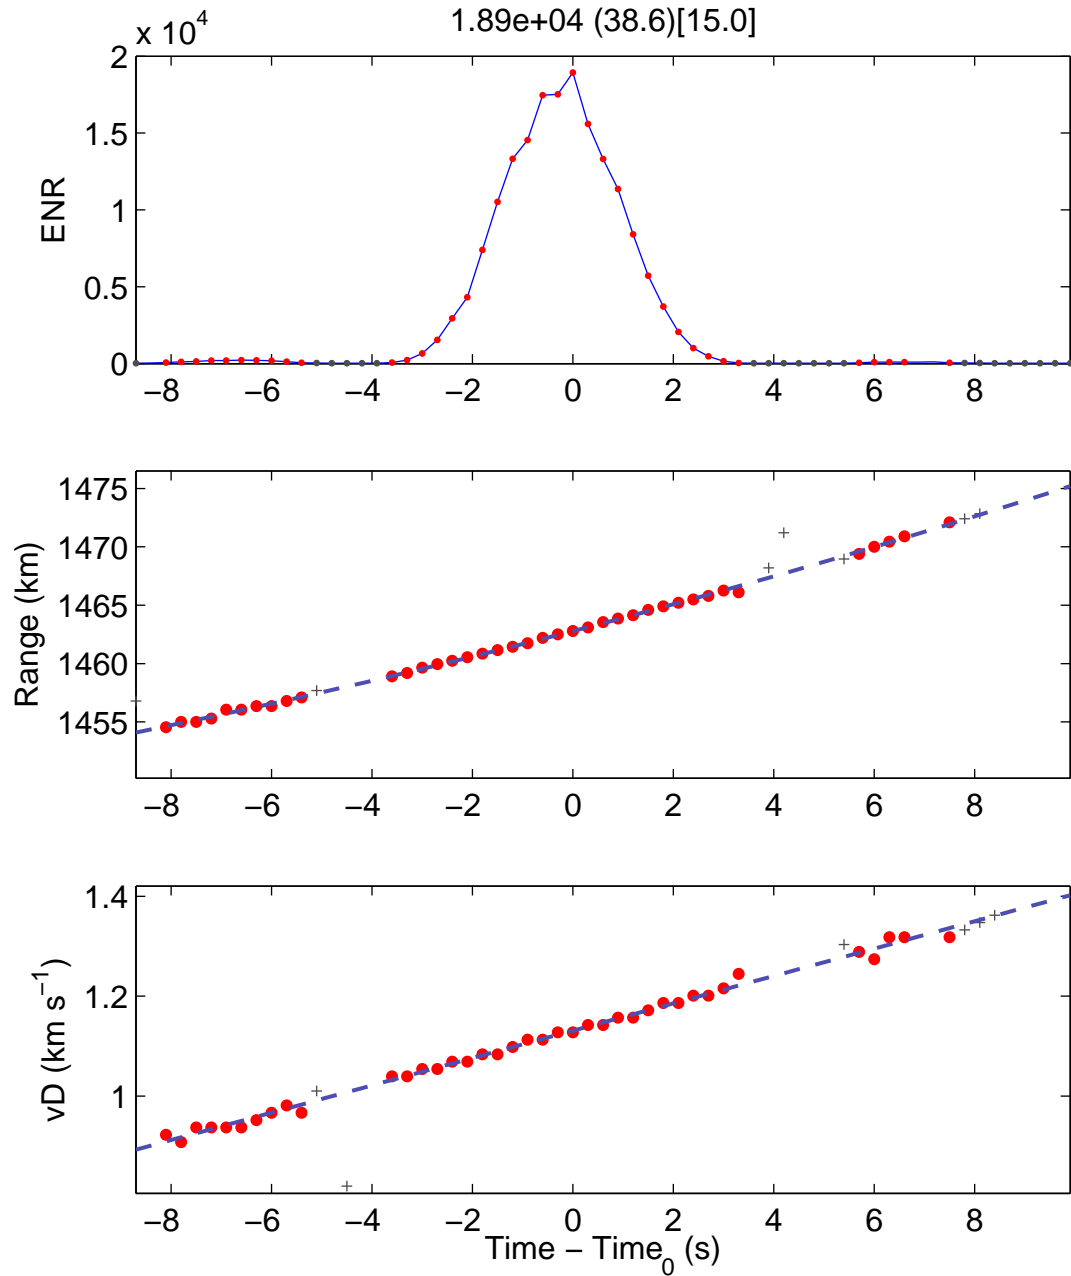 1.89e+04 (38.6)[15.0]
x 10^4
2
1.5
1
0.5
0
ENR
−8 −6 −4 −2 0 2 4 6 8
1475
1470
1465
1460
1455
Range (km)
−8 −6 −4 −2 0 2 4 6 8
1.4
1.2
1
vD (km s^−1)
−8 −6 −4 −2 0 2 4 6 8
Time − Time_0 (s)